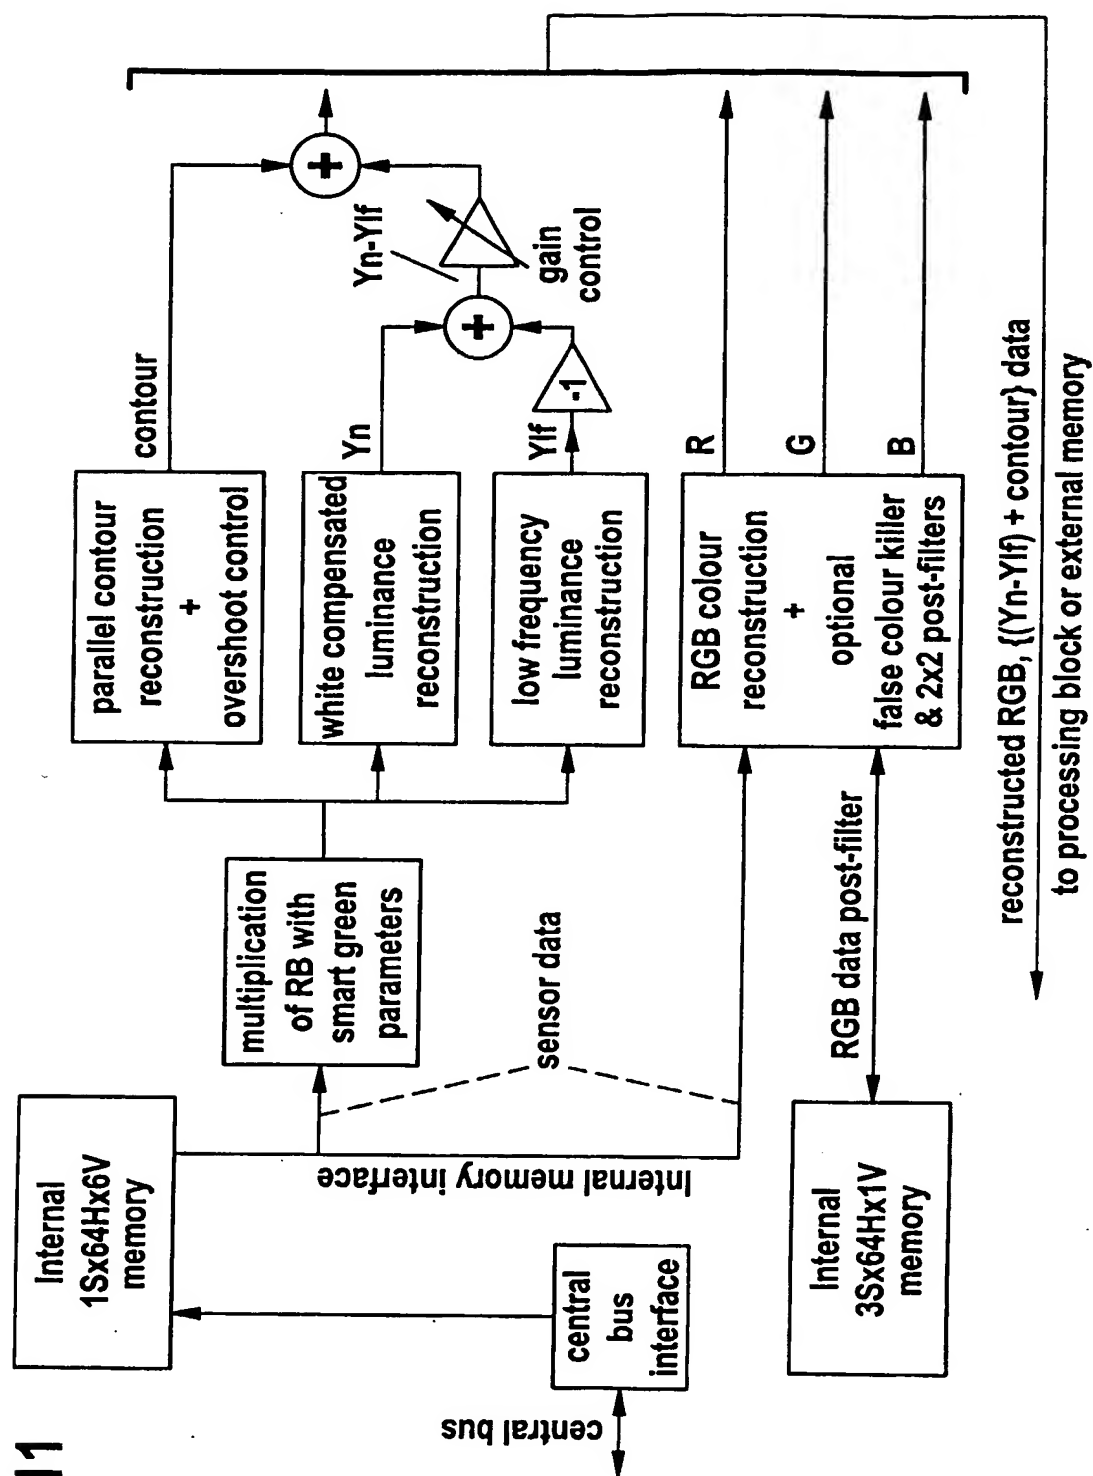 Internal
1Sx64Hx6V
memory
central
bus
interface
central bus
Internal memory interface
sensor data
multiplication
of RB with
smart green
parameters
parallel contour
reconstruction
+
overshoot control
contour
white compensated
luminance
reconstruction
Yn
low frequency
luminance
reconstruction
Ylf
-1
+
Yn-Ylf
gain
control
+
RGB colour
reconstruction
+
optional
false colour killer
& 2x2 post-filters
R
G
B
Internal
3Sx64Hx1V
memory
RGB data post-filter
reconstructed RGB, {(Yn-Ylf) + contour} data
to processing block or external memory